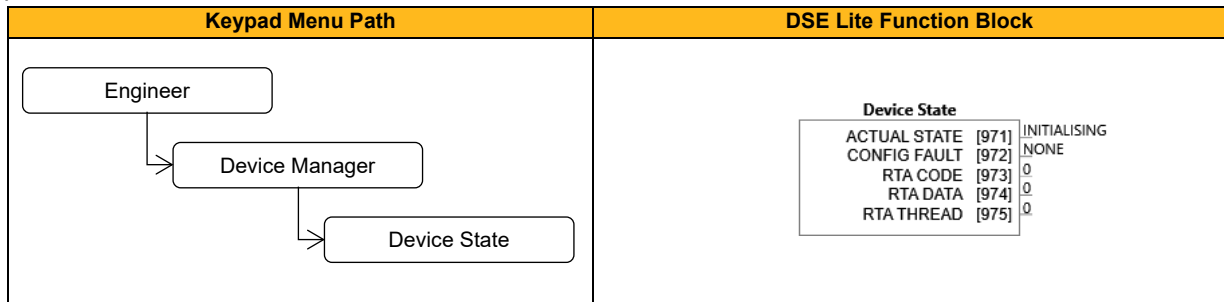 Keypad Menu Path
DSE Lite Function Block
Engineer
Device Manager
Device State
Device State
ACTUAL STATE [971] INITIALISING
CONFIG FAULT [972] NONE
RTA CODE [973] 0
RTA DATA [974] 0
RTA THREAD [975] 0